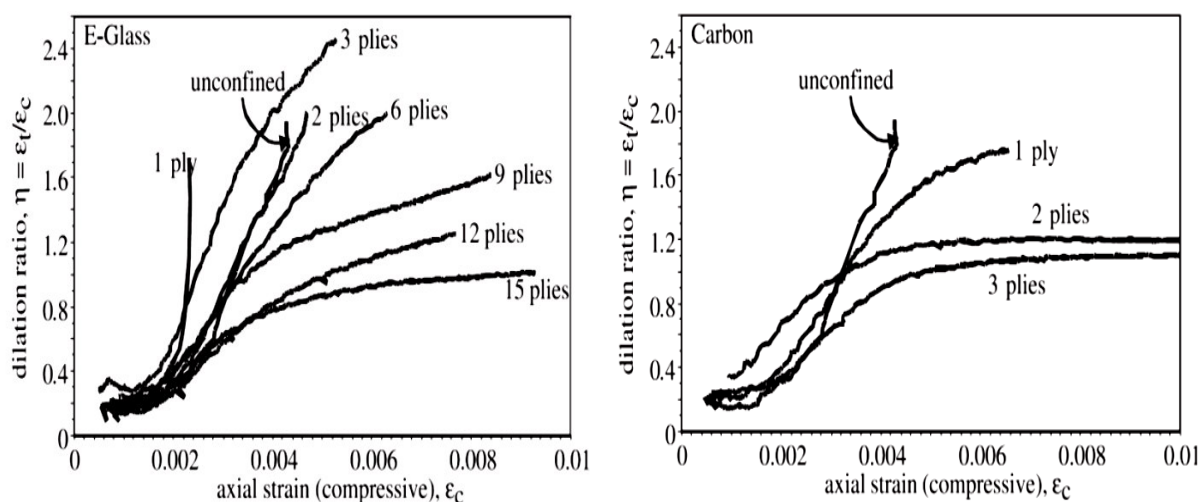 E-Glass
3 plies
unconfined
2 plies
6 plies
1 ply
9 plies
12 plies
15 plies
2.4
2.0
1.6
1.2
0.8
0.4
0
dilation ratio, η = εt/εc
0 0.002 0.004 0.006 0.008 0.01
axial strain (compressive), εc
Carbon
unconfined
1 ply
2 plies
3 plies
2.4
2.0
1.6
1.2
0.8
0.4
0
dilation ratio, η = εt/εc
0 0.002 0.004 0.006 0.008 0.01
axial strain (compressive), εc